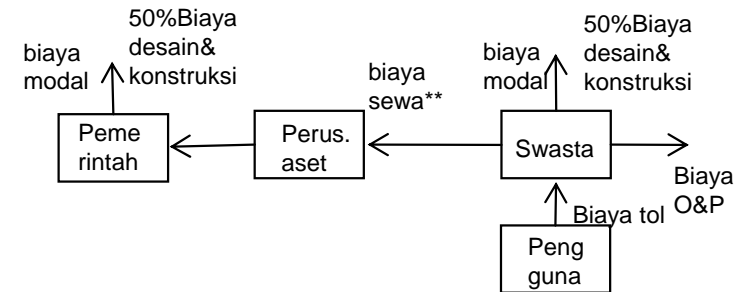 biaya
modal
50%Biaya
desain&
konstruksi
Peme
rintah
Perus.
aset
biaya
sewa**
biaya
modal
50%Biaya
desain&
konstruksi
Swasta
Biaya
O&P
Biaya tol
Peng
guna